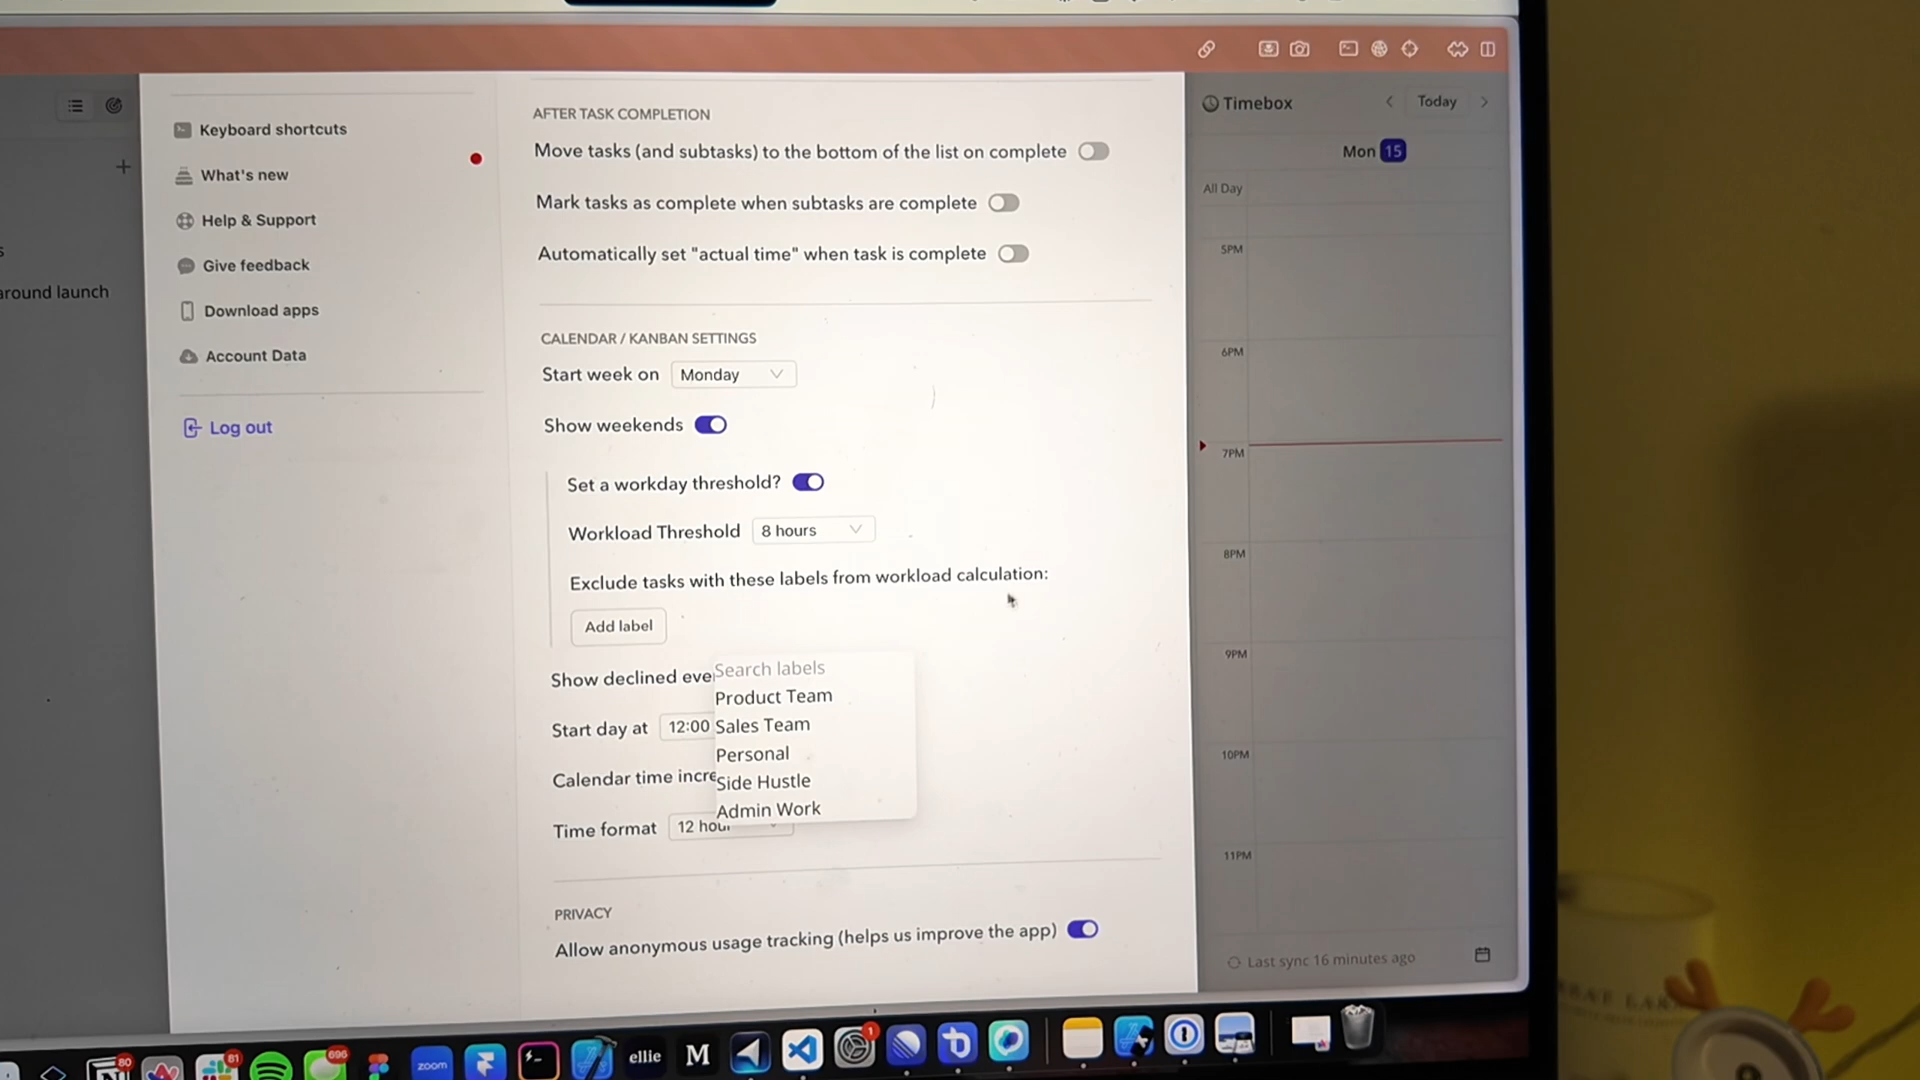 Keyboard shortcuts
What's new
Help & Support
Give feedback
Download apps
Account Data
Log out
around launch
AFTER TASK COMPLETION
Move tasks (and subtasks) to the bottom of the list on complete
Mark tasks as complete when subtasks are complete
Automatically set "actual time" when task is complete
CALENDAR / KANBAN SETTINGS
Start week on Monday
Show weekends
Set a workday threshold?
Workload Threshold 8 hours
Exclude tasks with these labels from workload calculation:
Add label
Show declined eve
Start day at 12:00
Calendar time incre
Time format 12 hour
Search labels
Product Team
Sales Team
Personal
Side Hustle
Admin Work
PRIVACY
Allow anonymous usage tracking (helps us improve the app)
Timebox
Today
Mon 15
All Day
5PM
6PM
7PM
8PM
9PM
10PM
11PM
Last sync 16 minutes ago
80
81
696
zoom
ellie
M
1